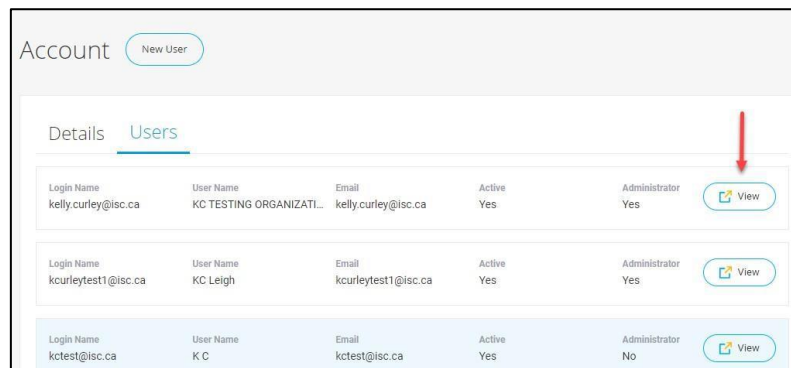 Account New User
Details Users
Login Name User Name Email Active Administrator
kelly.curley@isc.ca KC TESTING ORGANIZATI... kelly.curley@isc.ca Yes Yes View
Login Name User Name Email Active Administrator
kcurleytest1@isc.ca KC Leigh kcurleytest1@isc.ca Yes Yes View
Login Name User Name Email Active Administrator
kctest@isc.ca K C kctest@isc.ca Yes No View